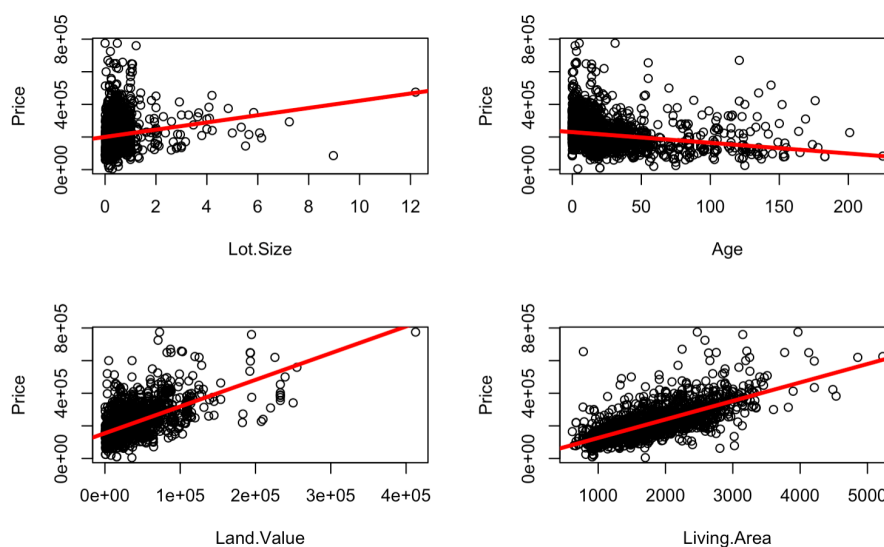 Price
0e+00
4e+05
8e+05
0
2
4
6
8
10
12
Lot.Size
Price
0e+00
4e+05
8e+05
0
50
100
150
200
Age
Price
0e+00
4e+05
8e+05
0e+00
1e+05
2e+05
3e+05
4e+05
Land.Value
Price
0e+00
4e+05
8e+05
1000
2000
3000
4000
5000
Living.Area